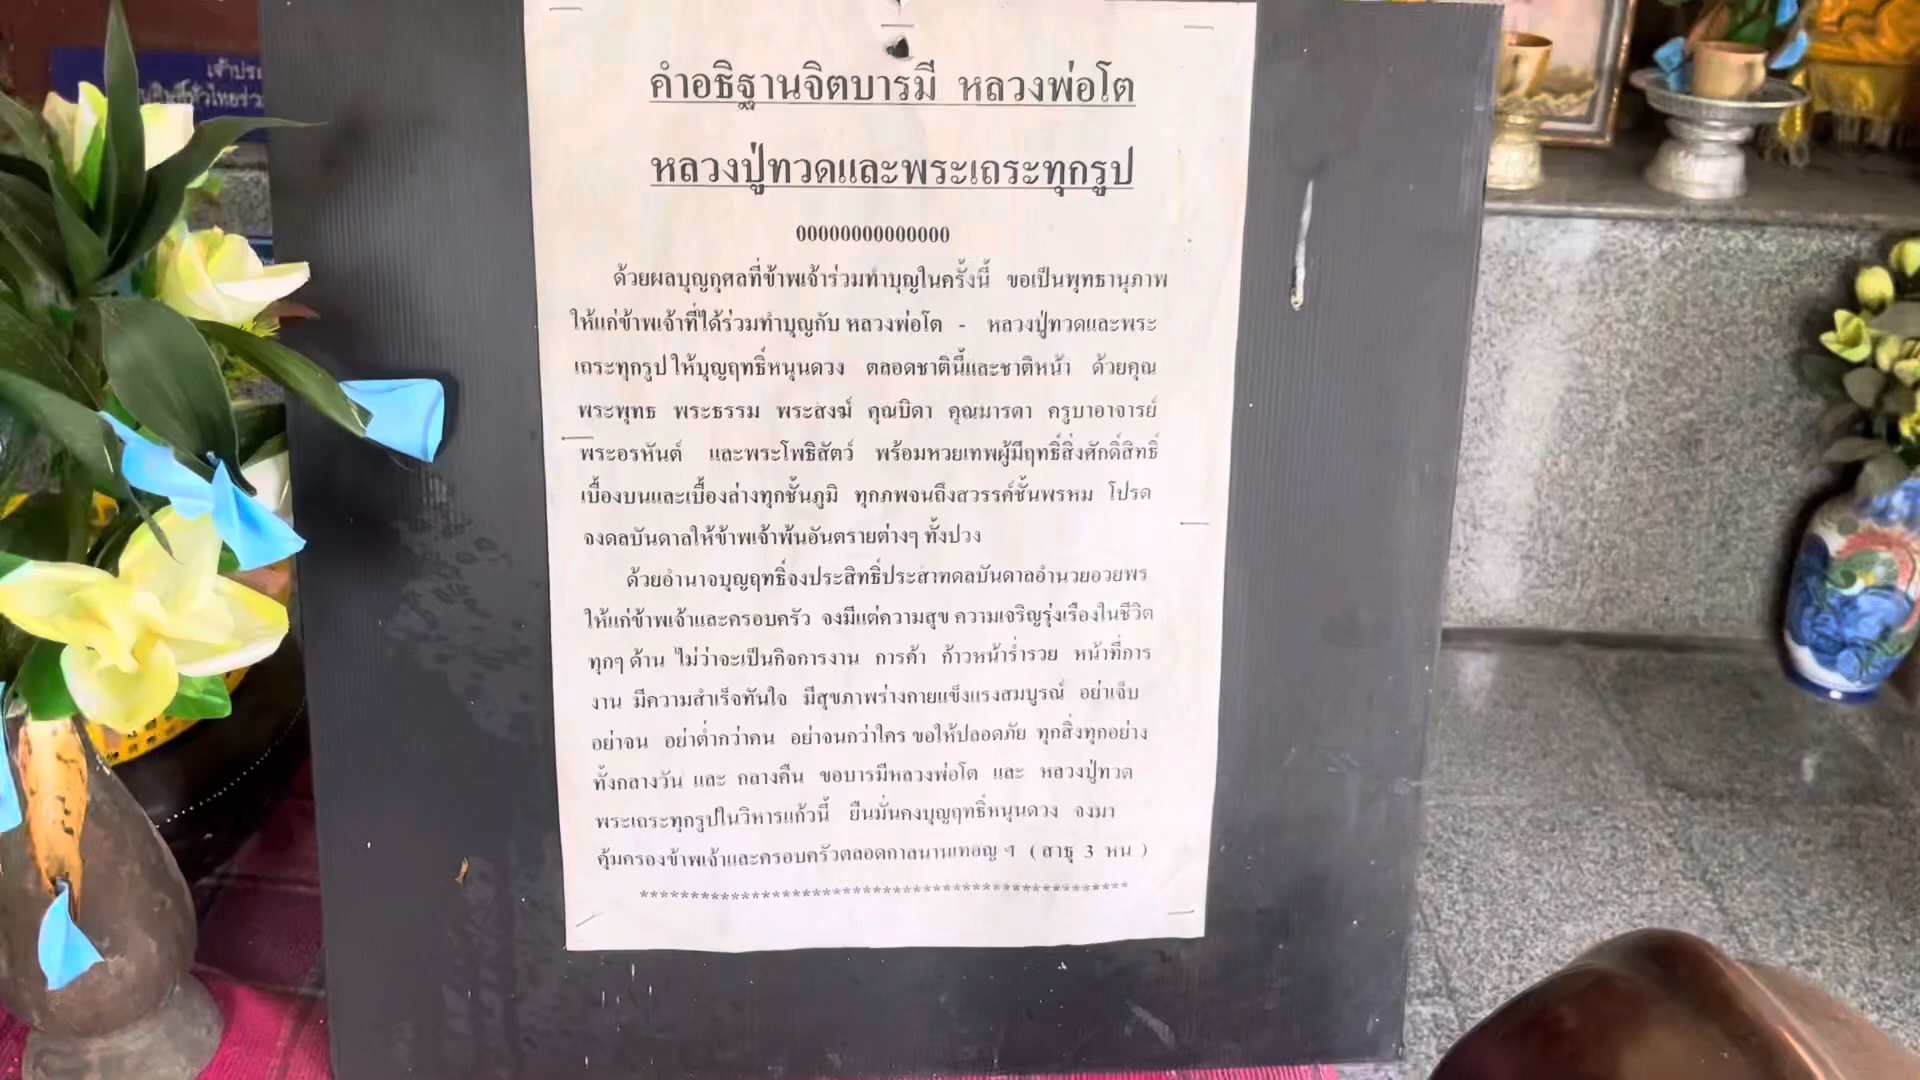 เจ้าประ
คำอธิฐานจิตบารมี หลวงพ่อโต
หลวงปู่ทวดและพระเถระทุกรูป
00000000000000
ด้วยผลบุญกุศลที่ข้าพเจ้าร่วมทำบุญในครั้งนี้ ขอเป็นพุทธานุภาพ
ให้แก่ข้าพเจ้าที่ได้ร่วมทำบุญกับ หลวงพ่อโต - หลวงปู่ทวดและพระ
เถระทุกรูป ให้บุญฤทธิ์หนุนดวง ตลอดชาตินี้และชาติหน้า ด้วยคุณ
พระพุทธ พระธรรม พระสงฆ์ คุณบิดา คุณมารดา ครูบาอาจารย์
พระอรหันต์ และพระโพธิสัตว์ พร้อมหวยเทพผู้มีฤทธิ์สิ่งศักดิ์สิทธิ์
เบื้องบนและเบื้องล่างทุกชั้นภูมิ ทุกภพจนถึงสวรรค์ชั้นพรหม โปรด
จงดลบันดาลให้ข้าพเจ้าพ้นอันตรายต่างๆ ทั้งปวง
ด้วยอำนาจบุญฤทธิ์จงประสิทธิ์ประสาทดลบันดาลอำนวยอวยพร
ให้แก่ข้าพเจ้าและครอบครัว จงมีแต่ความสุข ความเจริญรุ่งเรืองในชีวิต
ทุกๆ ด้าน ไม่ว่าจะเป็นกิจการงาน การค้า ก้าวหน้าร่ำรวย หน้าที่การ
งาน มีความสำเร็จทันใจ มีสุขภาพร่างกายแข็งแรงสมบูรณ์ อย่าเจ็บ
อย่าจน อย่าต่ำกว่าคน อย่าจนกว่าใคร ขอให้ปลอดภัย ทุกสิ่งทุกอย่าง
ทั้งกลางวัน และ กลางคืน ขอบารมีหลวงพ่อโต และ หลวงปู่ทวด
พระเถระทุกรูปในวิหารแก้วนี้ ยืนมั่นคงบุญฤทธิ์หนุนดวง จงมา
คุ้มครองข้าพเจ้าและครอบครัวตลอดกาลนานเทอญ ฯ ( สาธุ 3 หน )
************************************************